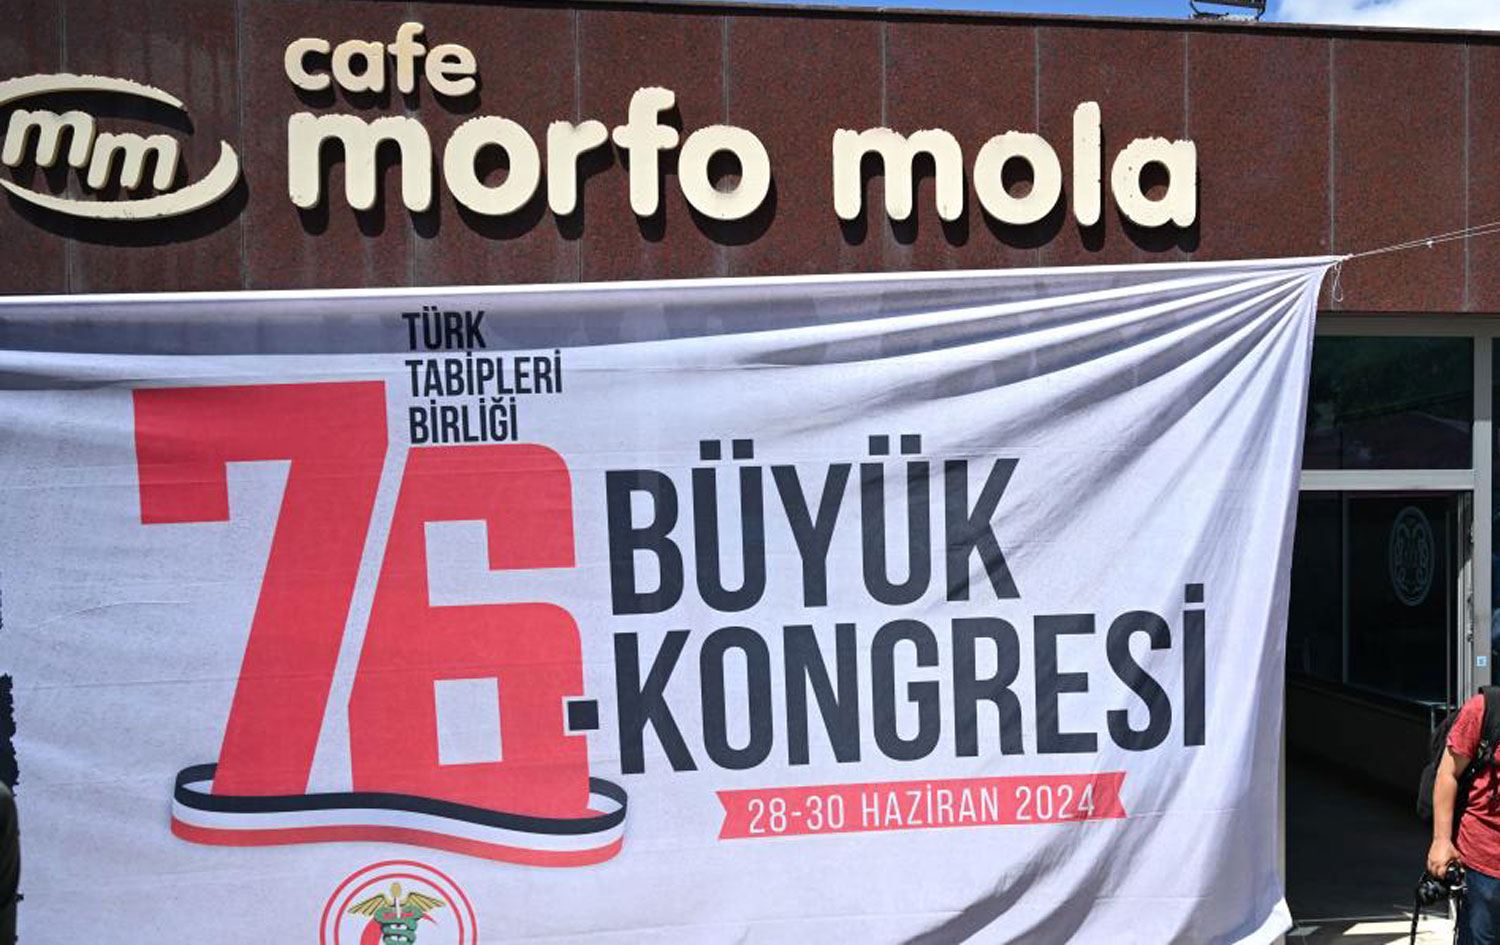 cafe
mm
morfo mola
TÜRK
TABİPLERİ
BİRLİĞİ
76.
BÜYÜK
KONGRESİ
28-30 HAZİRAN 2024